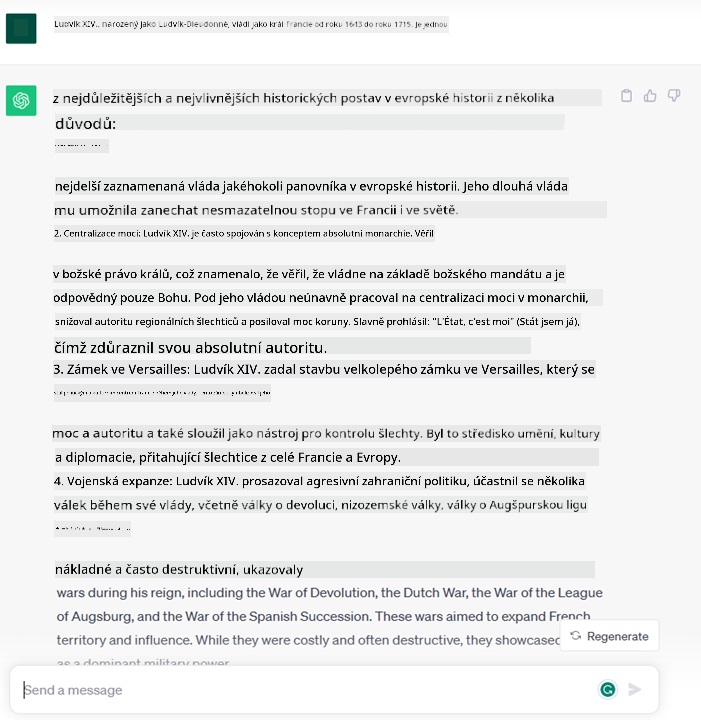 Ludvík XIV., narozený jako Ludvík-Dieudonné, vládl jako král Francie od roku 1643 do roku 1715. Je jednou
z nejdůležitějších a nejvlivnějších historických postav v evropské historii z několika
důvodů:
nejdelší zaznamenaná vláda jakéhokoli panovníka v evropské historii. Jeho dlouhá vláda
mu umožnila zanechat nesmazatelnou stopu ve Francii i ve světě.
2. Centralizace moci: Ludvík XIV. je často spojován s konceptem absolutní monarchie. Věřil
v božské právo králů, což znamenalo, že věřil, že vládne na základě božského mandátu a je
odpovědný pouze Bohu. Pod jeho vládou neúnavně pracoval na centralizaci moci v monarchii,
snižoval autoritu regionálních šlechticů a posiloval moc koruny. Slavně prohlásil: "L'État, c'est moi" (Stát jsem já),
čímž zdůraznil svou absolutní autoritu.
3. Zámek ve Versailles: Ludvík XIV. zadal stavbu velkolepého zámku ve Versailles, který se
moc a autoritu a také sloužil jako nástroj pro kontrolu šlechty. Byl to středisko umění, kultury
a diplomacie, přitahující šlechtice z celé Francie a Evropy.
4. Vojenská expanze: Ludvík XIV. prosazoval agresivní zahraniční politiku, účastnil se několika
válek během své vlády, včetně války o devoluci, nizozemské války, války o Augšpurskou ligu
nákladné a často destruktivní, ukazovaly
wars during his reign, including the War of Devolution, the Dutch War, the War of the League
of Augsburg, and the War of the Spanish Succession. These wars aimed to expand French
territory and influence. While they were costly and often destructive, they showcased
as a dominant military power.
Regenerate
Send a message